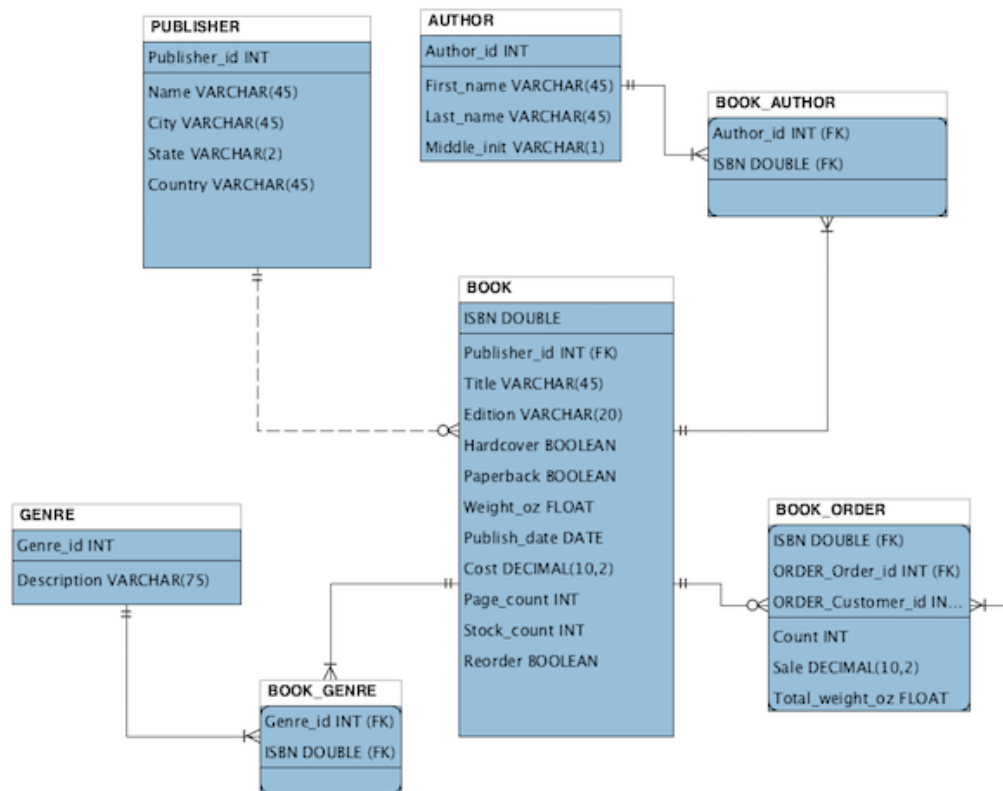 PUBLISHER
Publisher_id INT
Name VARCHAR(45)
City VARCHAR(45)
State VARCHAR(2)
Country VARCHAR(45)
AUTHOR
Author_id INT
First_name VARCHAR(45)
Last_name VARCHAR(45)
Middle_init VARCHAR(1)
BOOK_AUTHOR
Author_id INT (FK)
ISBN DOUBLE (FK)
BOOK
ISBN DOUBLE
Publisher_id INT (FK)
Title VARCHAR(45)
Edition VARCHAR(20)
Hardcover BOOLEAN
Paperback BOOLEAN
Weight_oz FLOAT
Publish_date DATE
Cost DECIMAL(10,2)
Page_count INT
Stock_count INT
Reorder BOOLEAN
GENRE
Genre_id INT
Description VARCHAR(75)
BOOK_GENRE
Genre_id INT (FK)
ISBN DOUBLE (FK)
BOOK_ORDER
ISBN DOUBLE (FK)
ORDER_Order_id INT (FK)
ORDER_Customer_id IN...
Count INT
Sale DECIMAL(10,2)
Total_weight_oz FLOAT